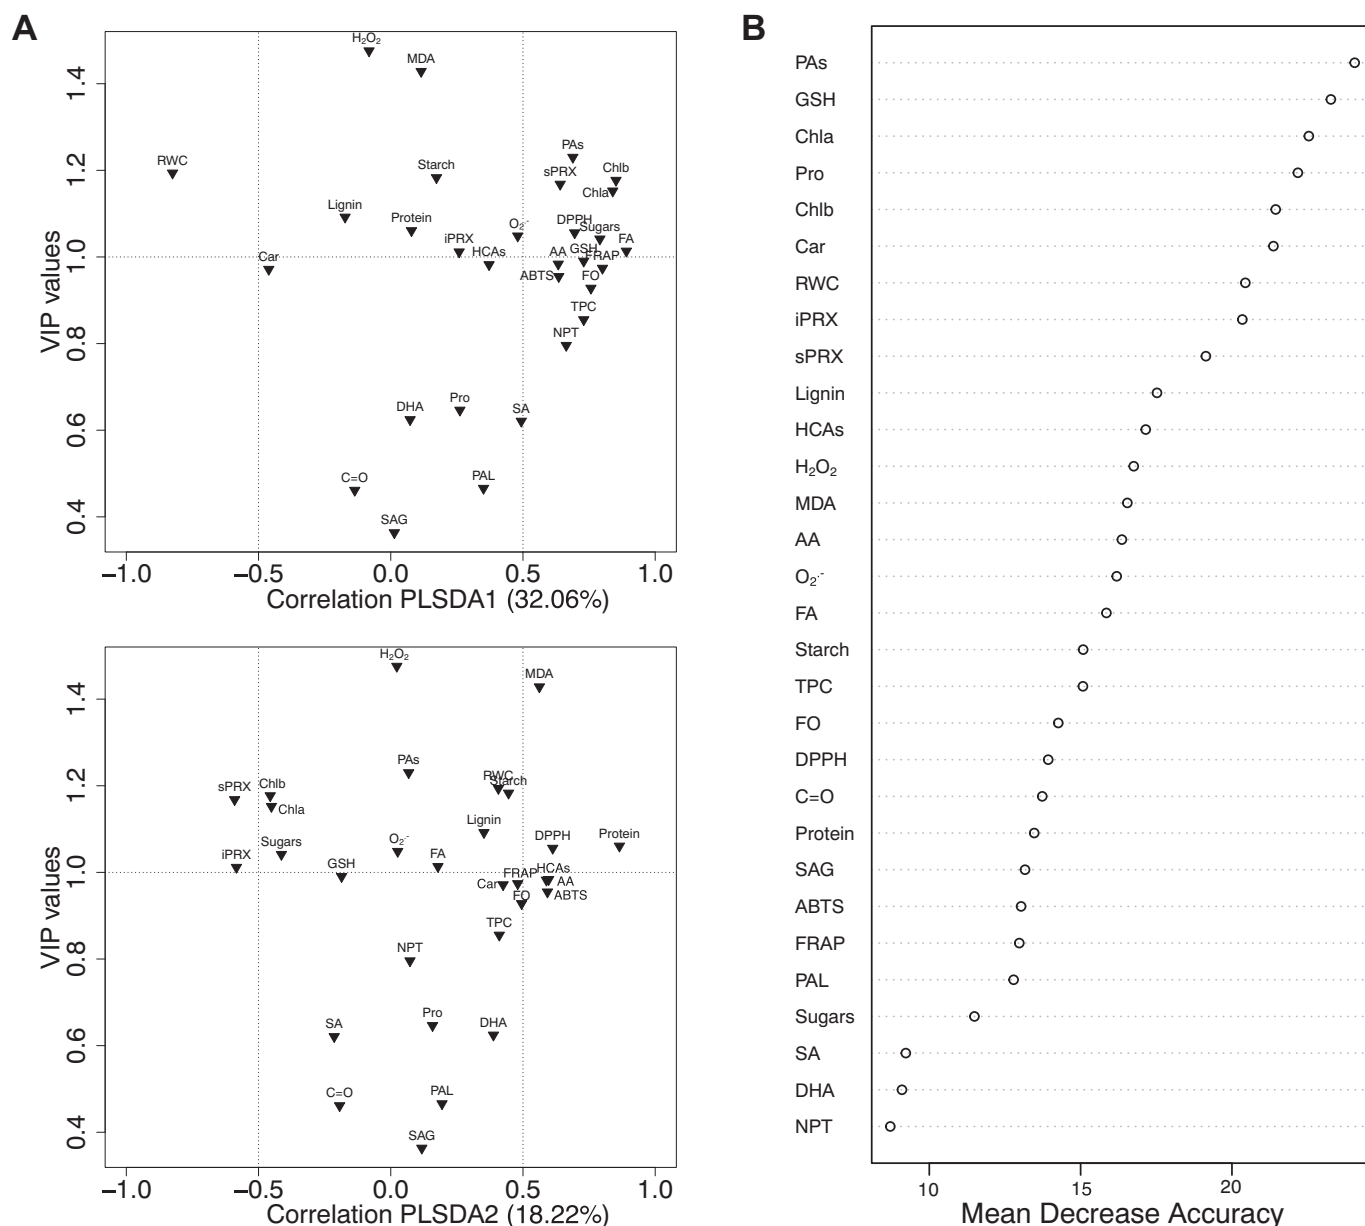 A
H₂O₂
MDA
RWC
PAs
Starch
sPRX
Chlb
Chla
Lignin
Protein
O₂·⁻
DPPH
Sugars
iPRX
FA
Car
HCAs
AA
GSH
FRAP
ABTS
FO
TPC
NPT
DHA
Pro
SA
C=O
PAL
SAG
VIP values
1.4
1.2
1.0
0.8
0.6
0.4
−1.0 −0.5 0.0 0.5 1.0
Correlation PLSDA1 (32.06%)
H₂O₂
MDA
PAs
RWC
Starch
sPRX
Chlb
Chla
Lignin
iPRX
Sugars
O₂·⁻
DPPH
Protein
GSH
FA
HCAs
FRAP
Car
AA
FO
ABTS
TPC
NPT
SA
Pro
DHA
C=O
PAL
SAG
VIP values
1.4
1.2
1.0
0.8
0.6
0.4
−1.0 −0.5 0.0 0.5 1.0
Correlation PLSDA2 (18.22%)
B
PAs
GSH
Chla
Pro
Chlb
Car
RWC
iPRX
sPRX
Lignin
HCAs
H₂O₂
MDA
AA
O₂·⁻
FA
Starch
TPC
FO
DPPH
C=O
Protein
SAG
ABTS
FRAP
PAL
Sugars
SA
DHA
NPT
10 15 20
Mean Decrease Accuracy